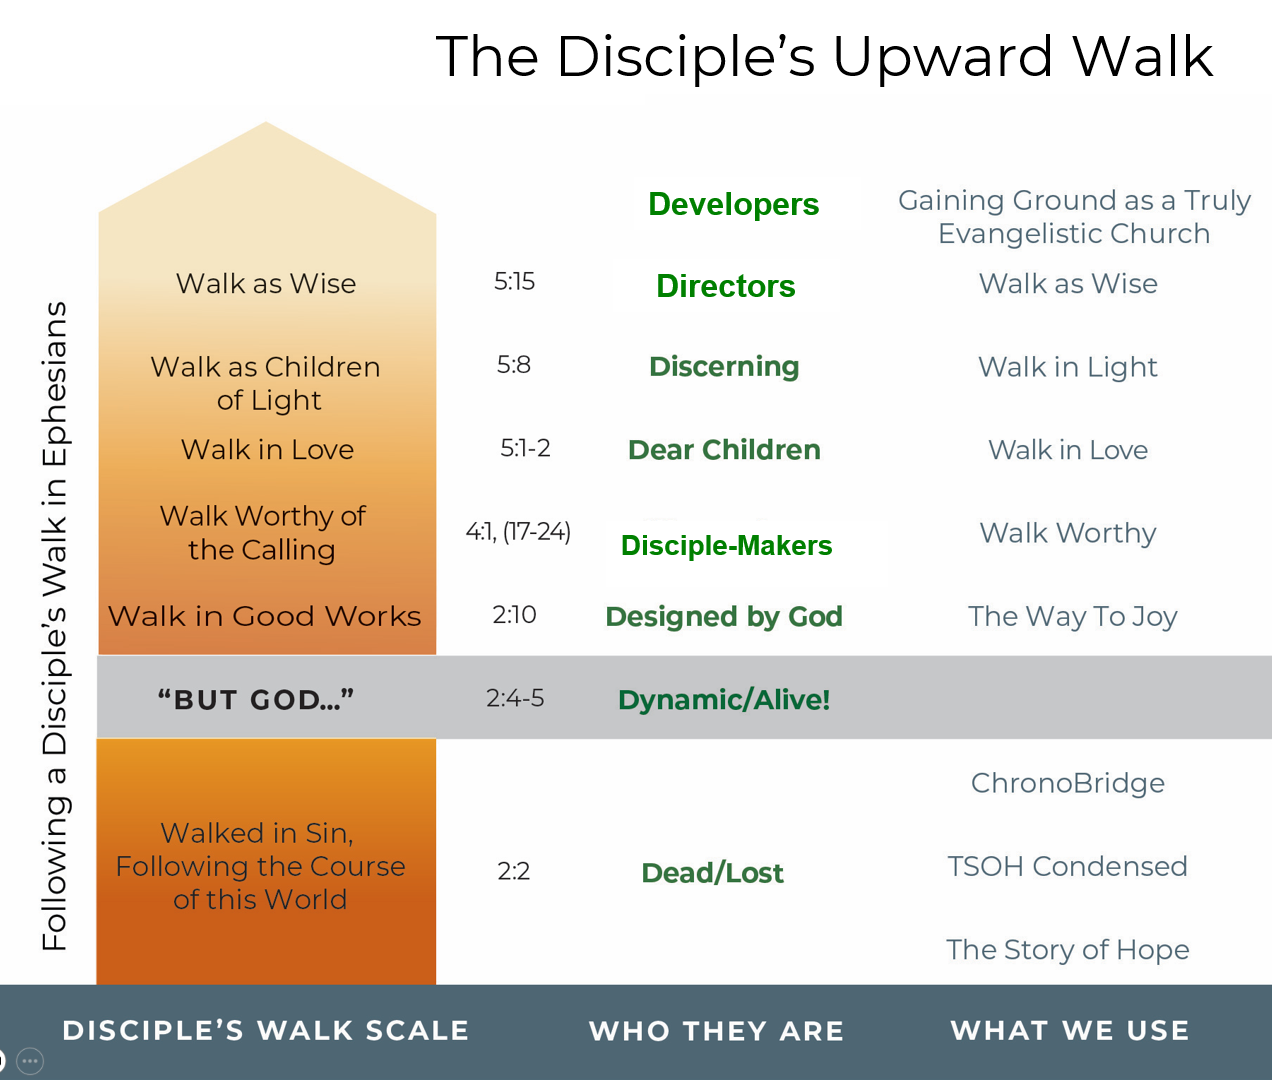 The Disciple’s Upward Walk
Following a Disciple’s Walk in Ephesians
Developers
Gaining Ground as a Truly
Evangelistic Church
Walk as Wise
5:15
Directors
Walk as Wise
Walk as Children
of Light
5:8
Discerning
Walk in Light
Walk in Love
5:1-2
Dear Children
Walk in Love
Walk Worthy of
the Calling
4:1, (17-24)
Disciple-Makers
Walk Worthy
Walk in Good Works
2:10
Designed by God
The Way To Joy
“BUT GOD...”
2:4-5
Dynamic/Alive!
Walked in Sin,
Following the Course
of this World
2:2
Dead/Lost
ChronoBridge
TSOH Condensed
The Story of Hope
DISCIPLE’S WALK SCALE
WHO THEY ARE
WHAT WE USE